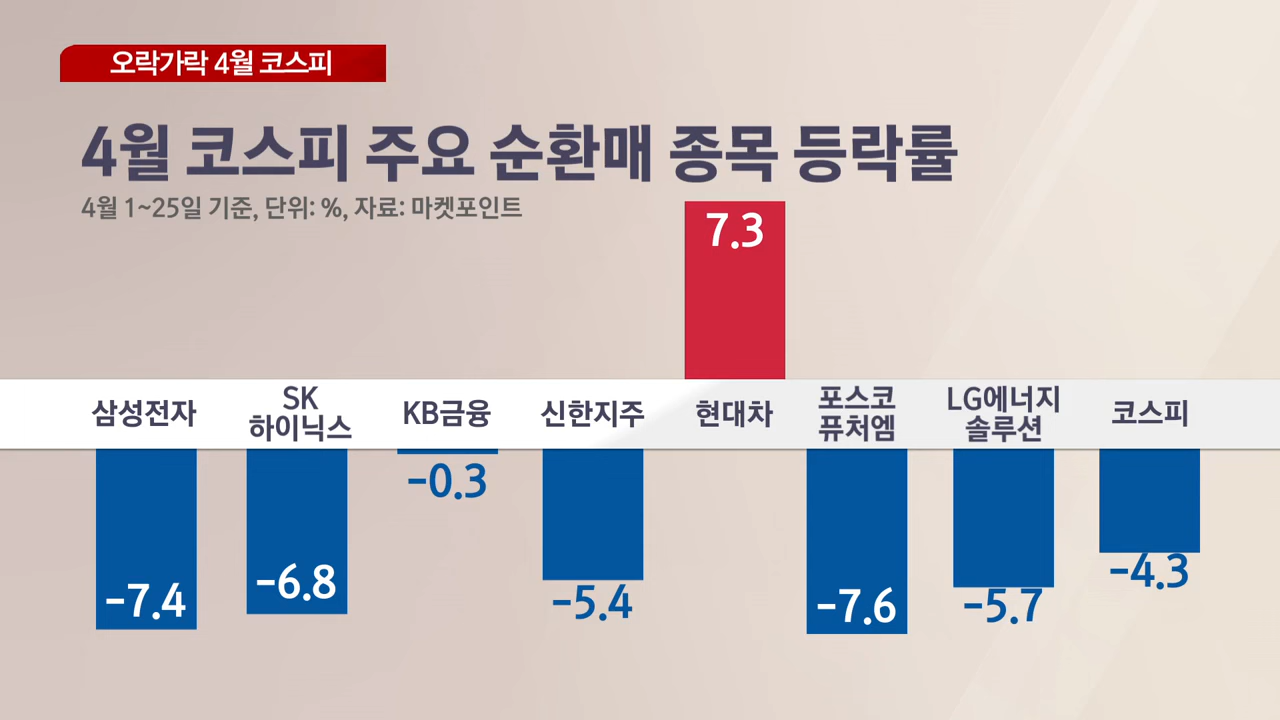 오락가락 4월 코스피
4월 코스피 주요 순환매 종목 등락률
4월 1~25일 기준, 단위: %, 자료: 마켓포인트
7.3
삼성전자
SK
하이닉스
KB금융
신한지주
현대차
포스코
퓨처엠
LG에너지
솔루션
코스피
-7.4
-6.8
-0.3
-5.4
-7.6
-5.7
-4.3